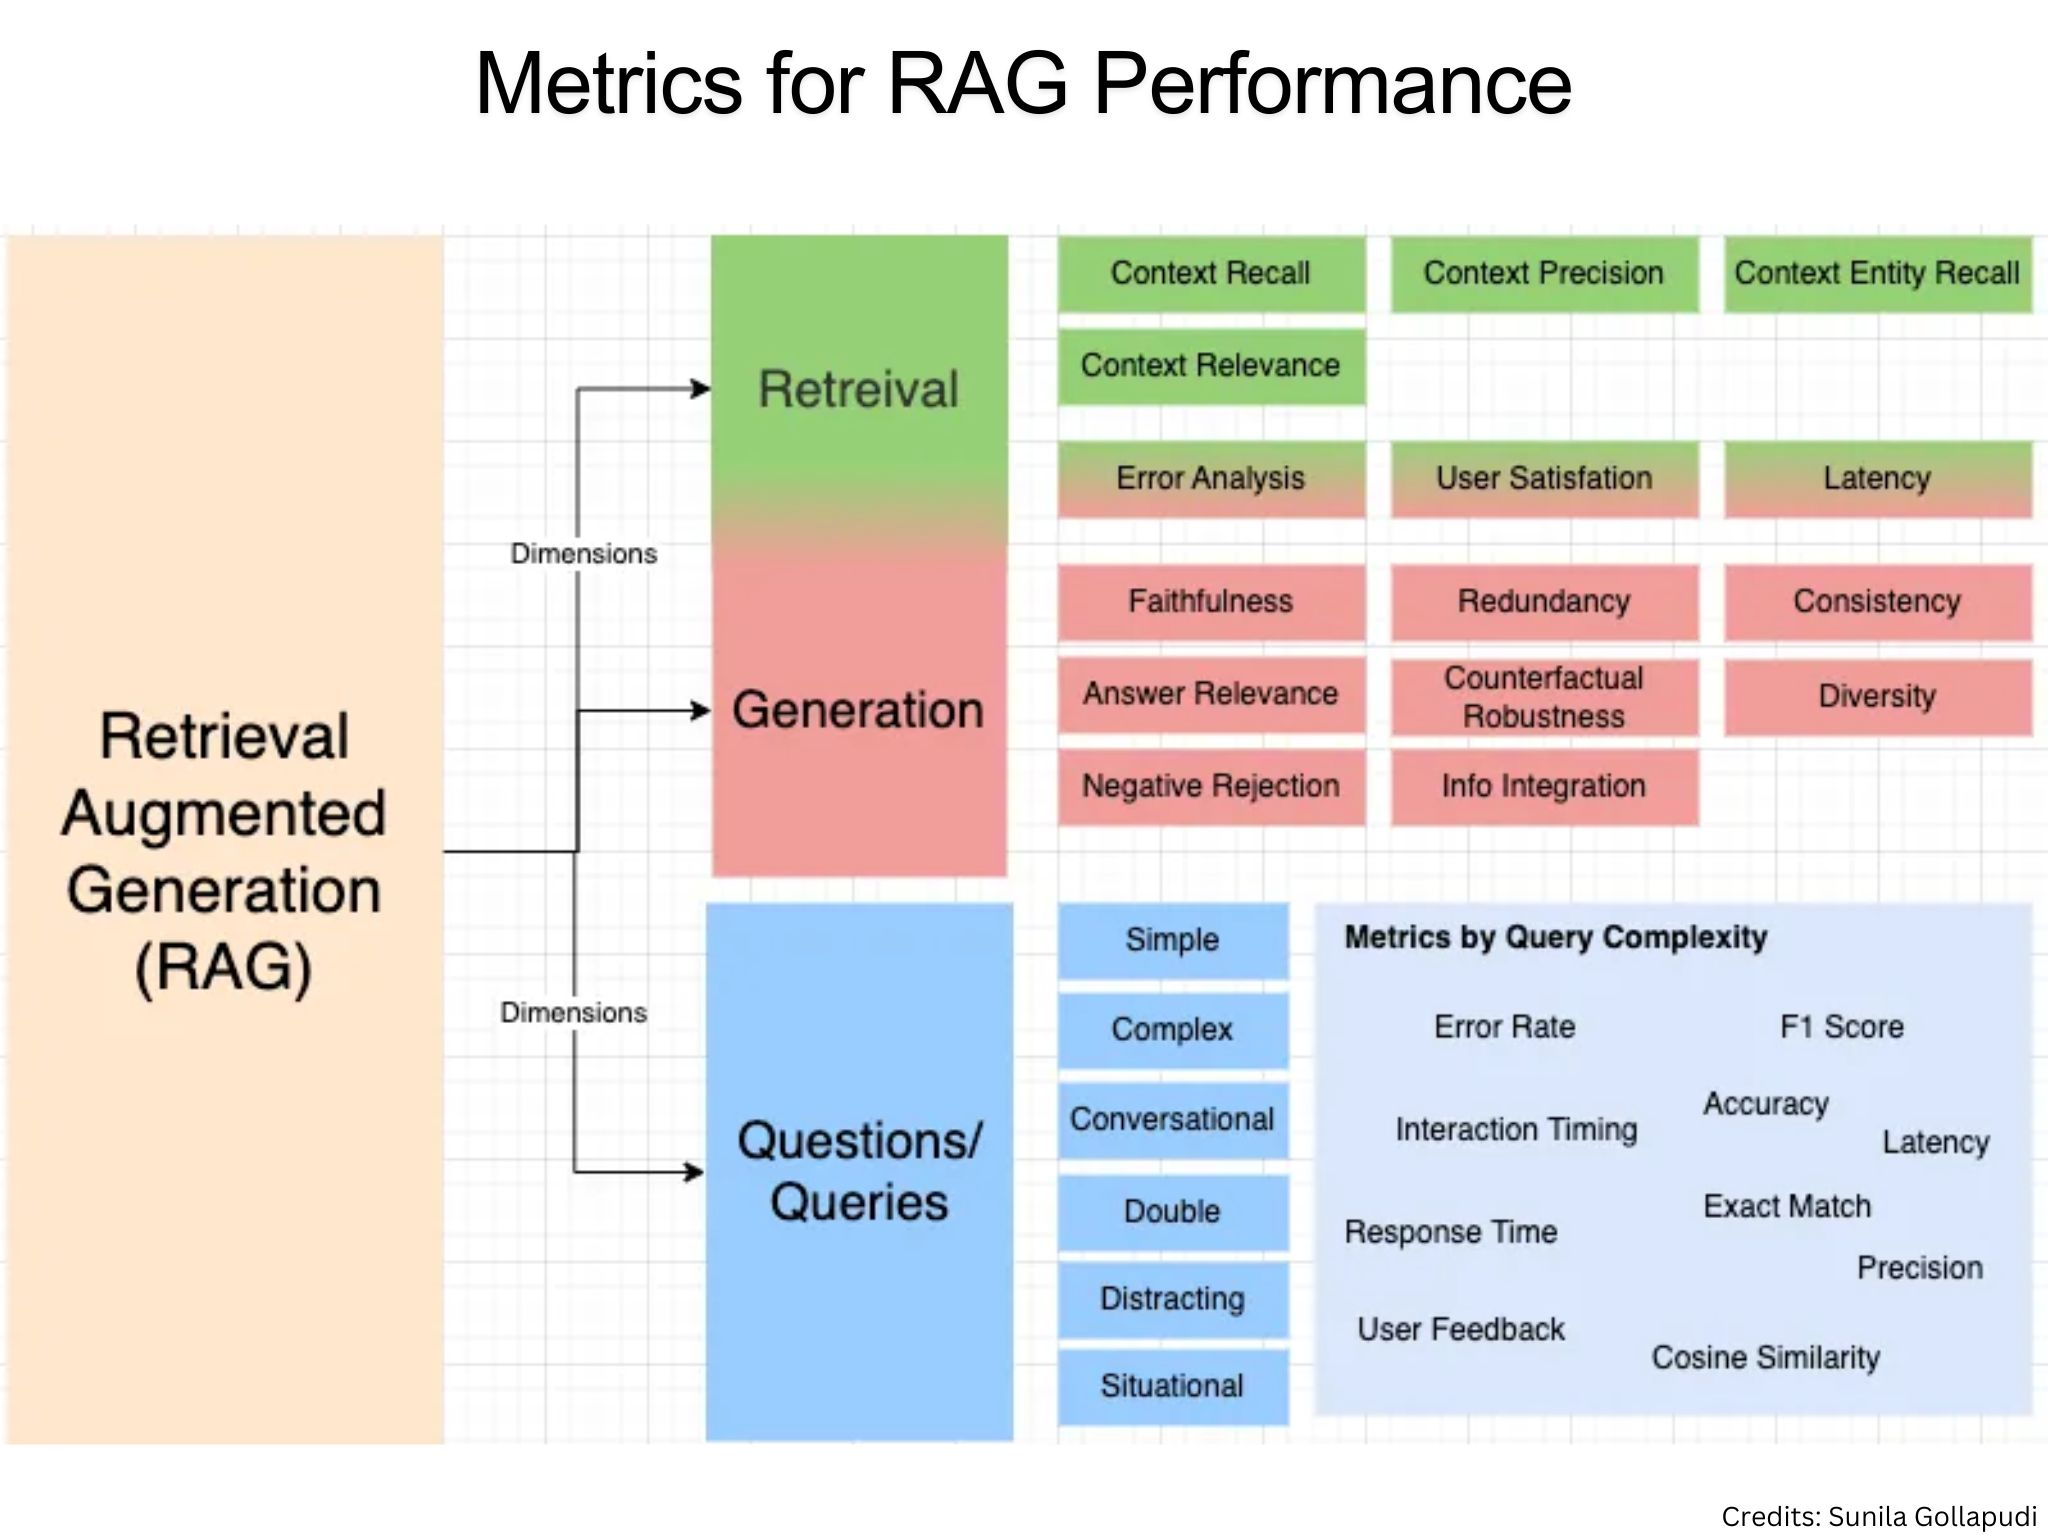 Metrics for RAG Performance
Retrieval
Augmented
Generation
(RAG)
Dimensions
Dimensions
Retreival
Generation
Questions/
Queries
Context Recall
Context Precision
Context Entity Recall
Context Relevance
Error Analysis
User Satisfation
Latency
Faithfulness
Redundancy
Consistency
Answer Relevance
Counterfactual
Robustness
Diversity
Negative Rejection
Info Integration
Simple
Complex
Conversational
Double
Distracting
Situational
Metrics by Query Complexity
Error Rate
F1 Score
Accuracy
Interaction Timing
Latency
Exact Match
Response Time
Precision
User Feedback
Cosine Similarity
Credits: Sunila Gollapudi